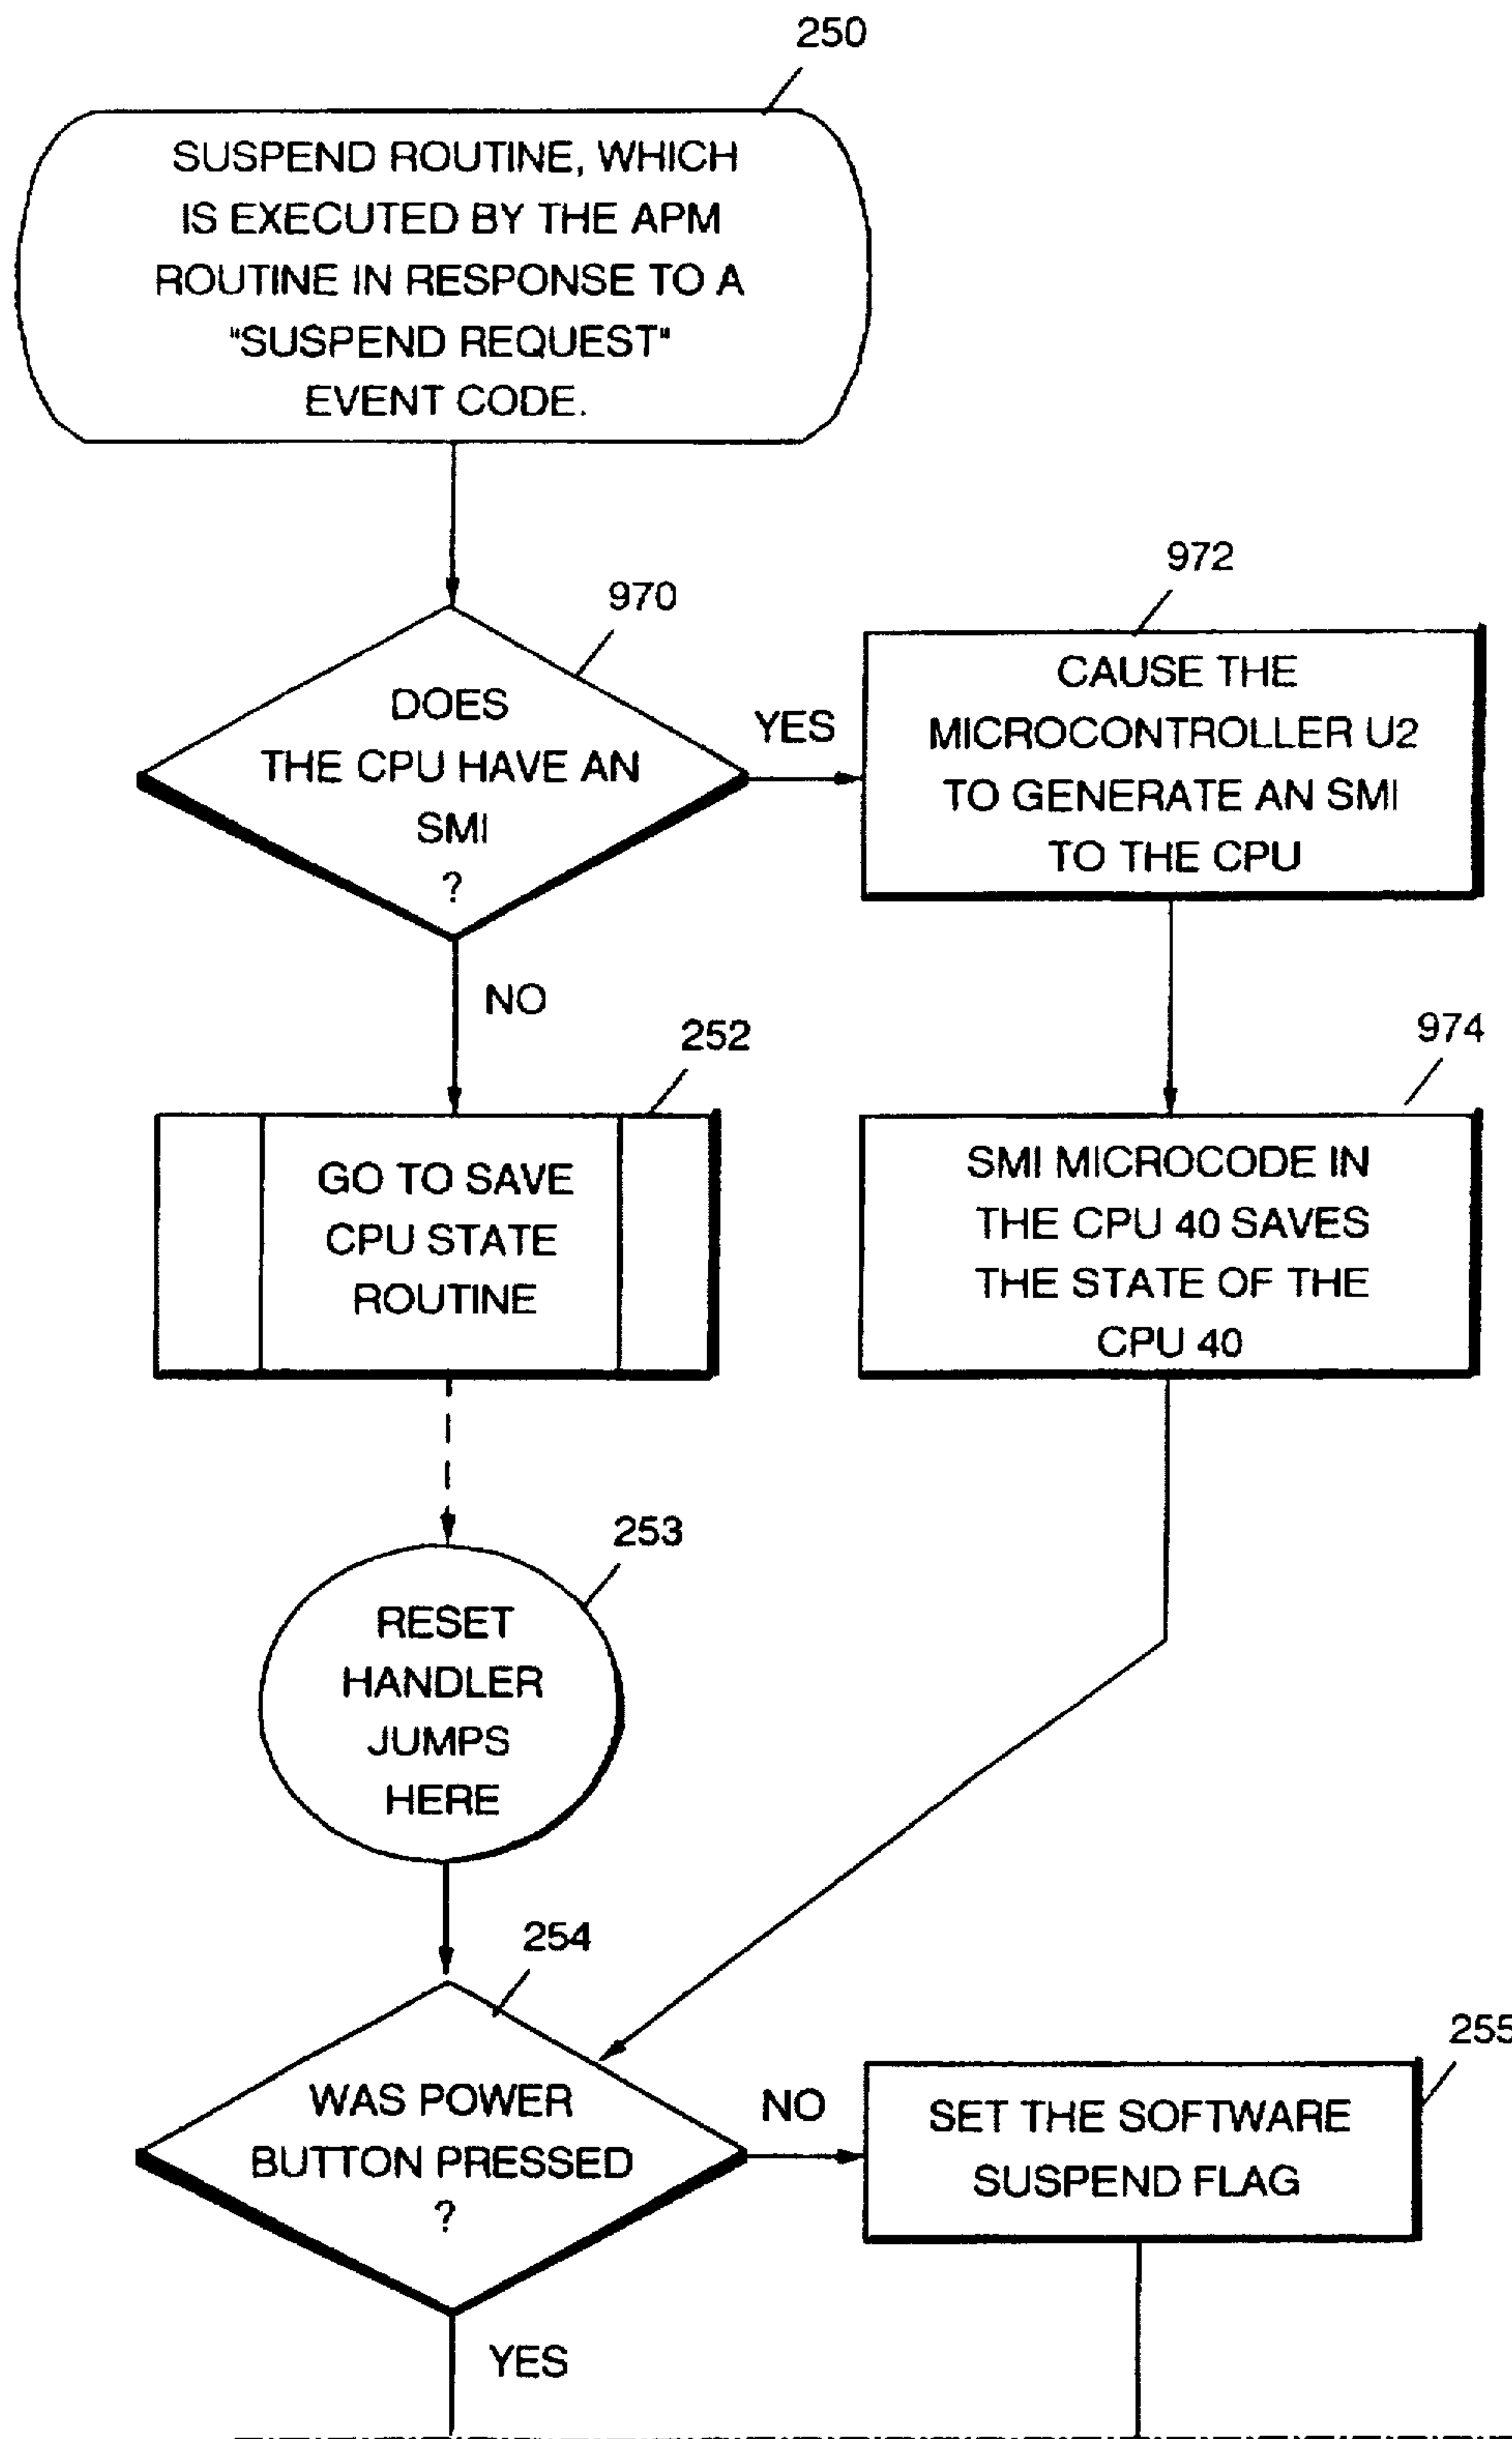 250
SUSPEND ROUTINE, WHICH
IS EXECUTED BY THE APM
ROUTINE IN RESPONSE TO A
"SUSPEND REQUEST"
EVENT CODE.
970
DOES
THE CPU HAVE AN
SMI
?
YES
972
CAUSE THE
MICROCONTROLLER U2
TO GENERATE AN SMI
TO THE CPU
NO
252
GO TO SAVE
CPU STATE
ROUTINE
974
SMI MICROCODE IN
THE CPU 40 SAVES
THE STATE OF THE
CPU 40
253
RESET
HANDLER
JUMPS
HERE
254
WAS POWER
BUTTON PRESSED
?
NO
255
SET THE SOFTWARE
SUSPEND FLAG
YES